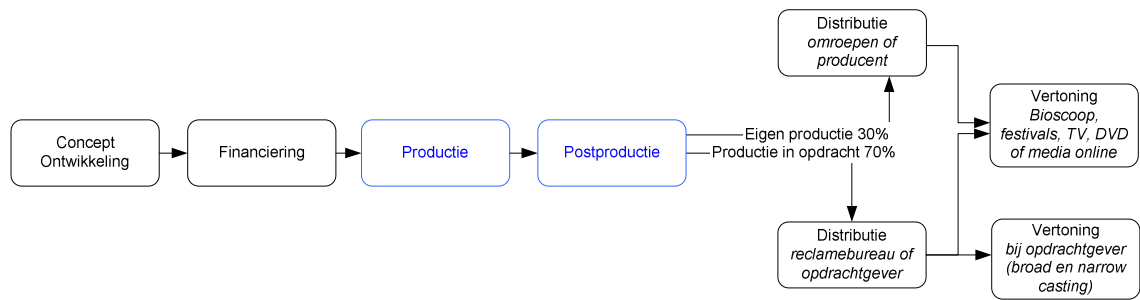 Concept
Ontwikkeling
Financiering
Productie
Postproductie
Eigen productie 30%
Productie in opdracht 70%
Distributie
omroepen of
producent
Distributie
reclamebureau of
opdrachtgever
Vertoning
Bioscoop,
festivals, TV, DVD
of media online
Vertoning
bij opdrachtgever
(broad en narrow
casting)